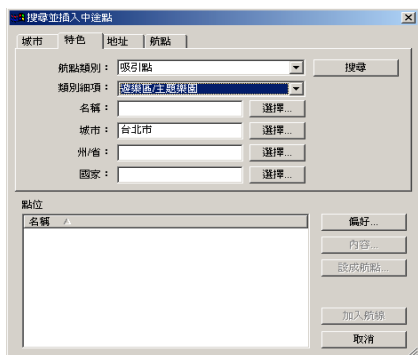 搜尋並插入中途點
城市 特色 地址 航點
航點類別： 吸引點 搜尋
類別細項： 遊樂區/主題樂園
名稱： 選擇...
城市： 台北市 選擇...
州/省： 選擇...
國家： 選擇...
點位
名稱 偏好...
內容...
設成航點...
加入航線
取消